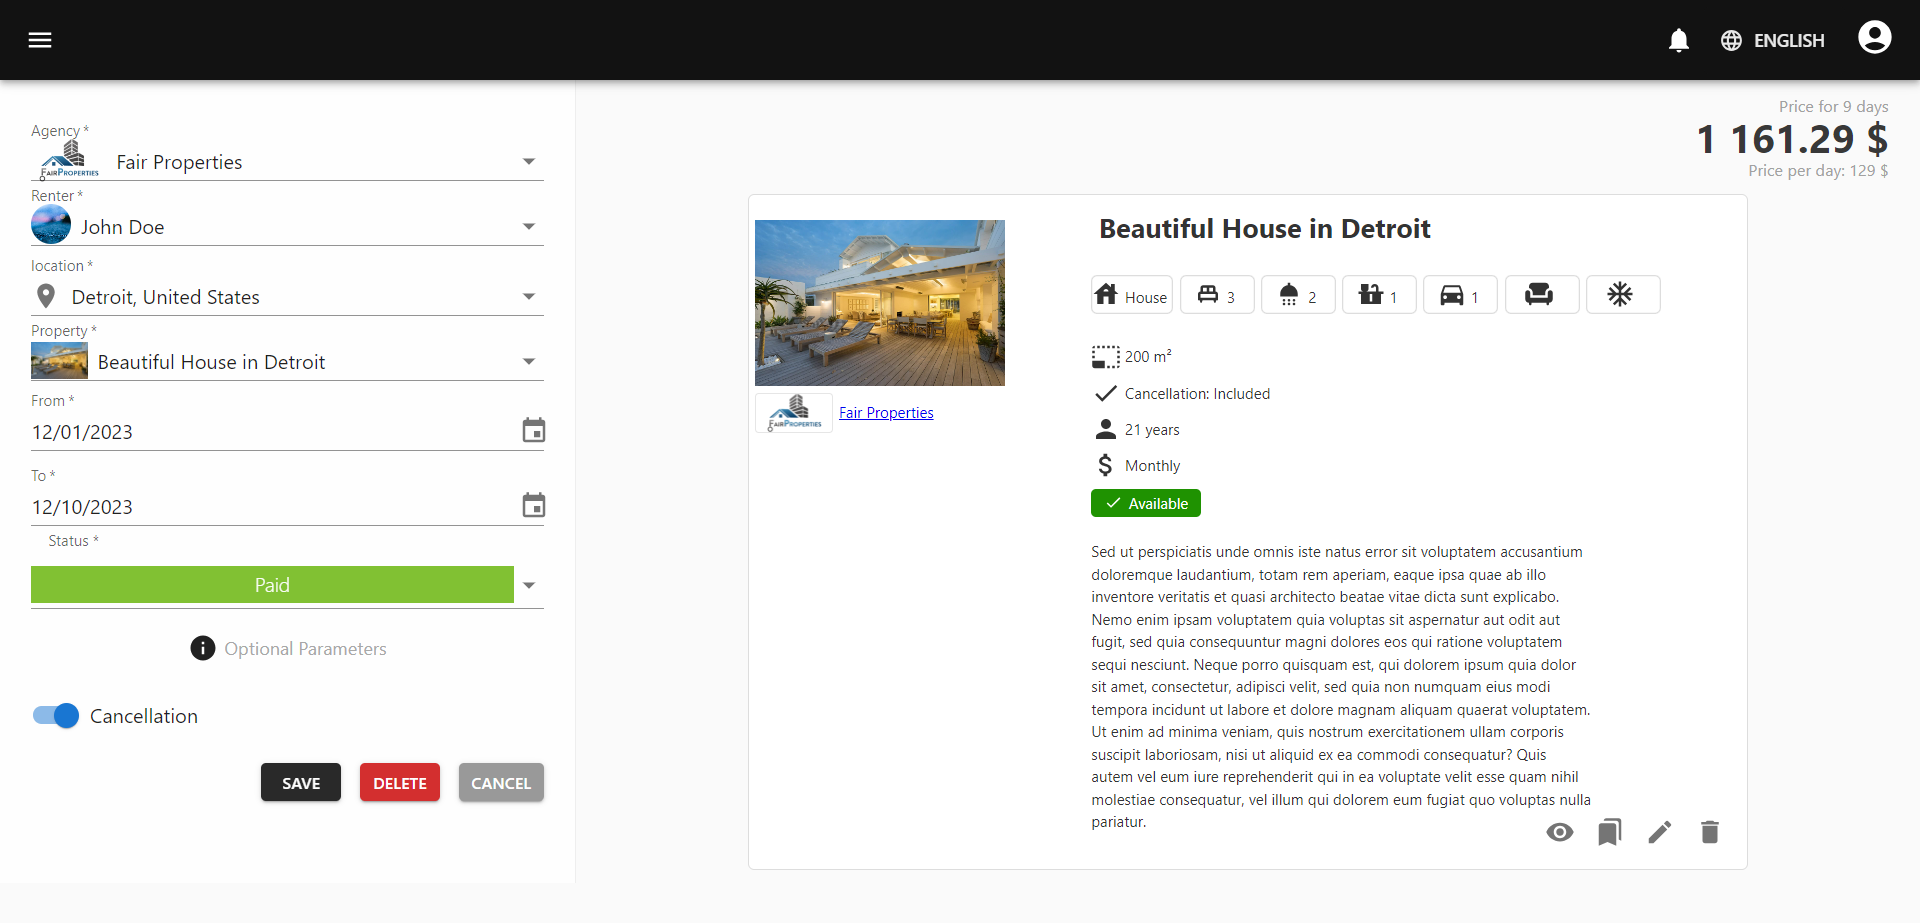 ENGLISH
Agency *
FAIRPROPERTIES
Fair Properties
Renter *
John Doe
location *
Detroit, United States
Property *
Beautiful House in Detroit
From *
12/01/2023
To *
12/10/2023
Status *
Paid
Optional Parameters
Cancellation
SAVE
DELETE
CANCEL
Price for 9 days
1 161.29 $
Price per day: 129 $
FAIRPROPERTIES
Fair Properties
Beautiful House in Detroit
House
3
2
1
1
200 m²
Cancellation: Included
21 years
Monthly
Available
Sed ut perspiciatis unde omnis iste natus error sit voluptatem accusantium
doloremque laudantium, totam rem aperiam, eaque ipsa quae ab illo
inventore veritatis et quasi architecto beatae vitae dicta sunt explicabo.
Nemo enim ipsam voluptatem quia voluptas sit aspernatur aut odit aut
fugit, sed quia consequuntur magni dolores eos qui ratione voluptatem
sequi nesciunt. Neque porro quisquam est, qui dolorem ipsum quia dolor
sit amet, consectetur, adipisci velit, sed quia non numquam eius modi
tempora incidunt ut labore et dolore magnam aliquam quaerat voluptatem.
Ut enim ad minima veniam, quis nostrum exercitationem ullam corporis
suscipit laboriosam, nisi ut aliquid ex ea commodi consequatur? Quis
autem vel eum iure reprehenderit qui in ea voluptate velit esse quam nihil
molestiae consequatur, vel illum qui dolorem eum fugiat quo voluptas nulla
pariatur.